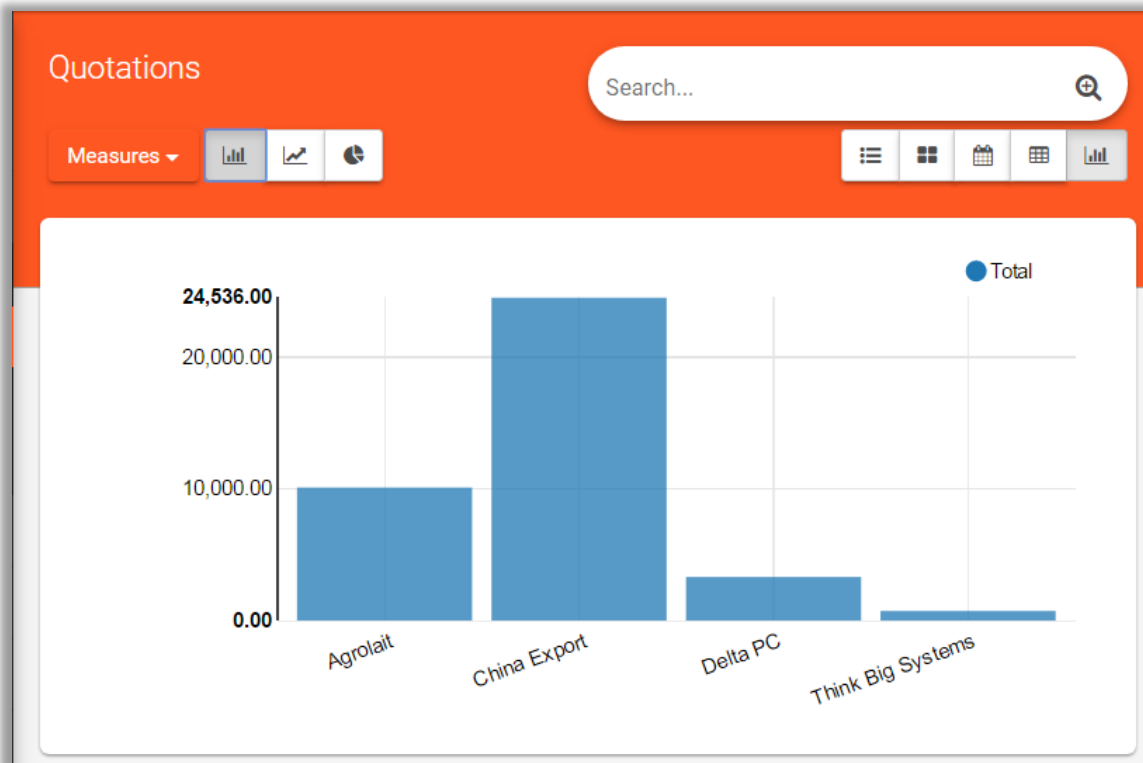 Quotations
Search...
Measures
Total
24,536.00
20,000.00
10,000.00
0.00
Agrolait
China Export
Delta PC
Think Big Systems